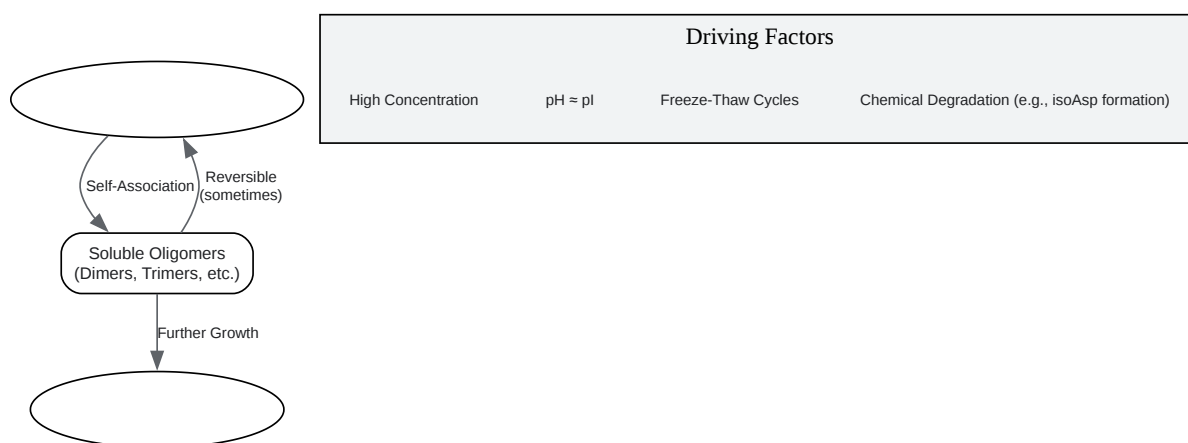 Driving Factors
High Concentration
pH ≈ pI
Freeze-Thaw Cycles
Chemical Degradation (e.g., isoAsp formation)
Self-Association
Reversible
(sometimes)
Soluble Oligomers
(Dimers, Trimers, etc.)
Further Growth